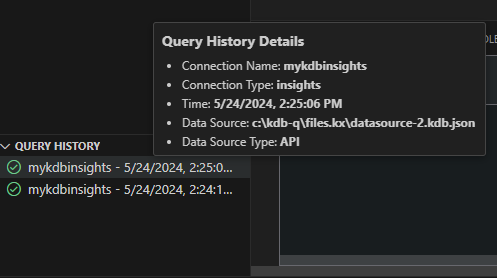 Query History Details
Connection Name: mykdbinsights
Connection Type: insights
Time: 5/24/2024, 2:25:06 PM
Data Source: c:\kdb-q\files.kx\datasource-2.kdb.json
Data Source Type: API
QUERY HISTORY
mykdbinsights - 5/24/2024, 2:25:0...
mykdbinsights - 5/24/2024, 2:24:1...